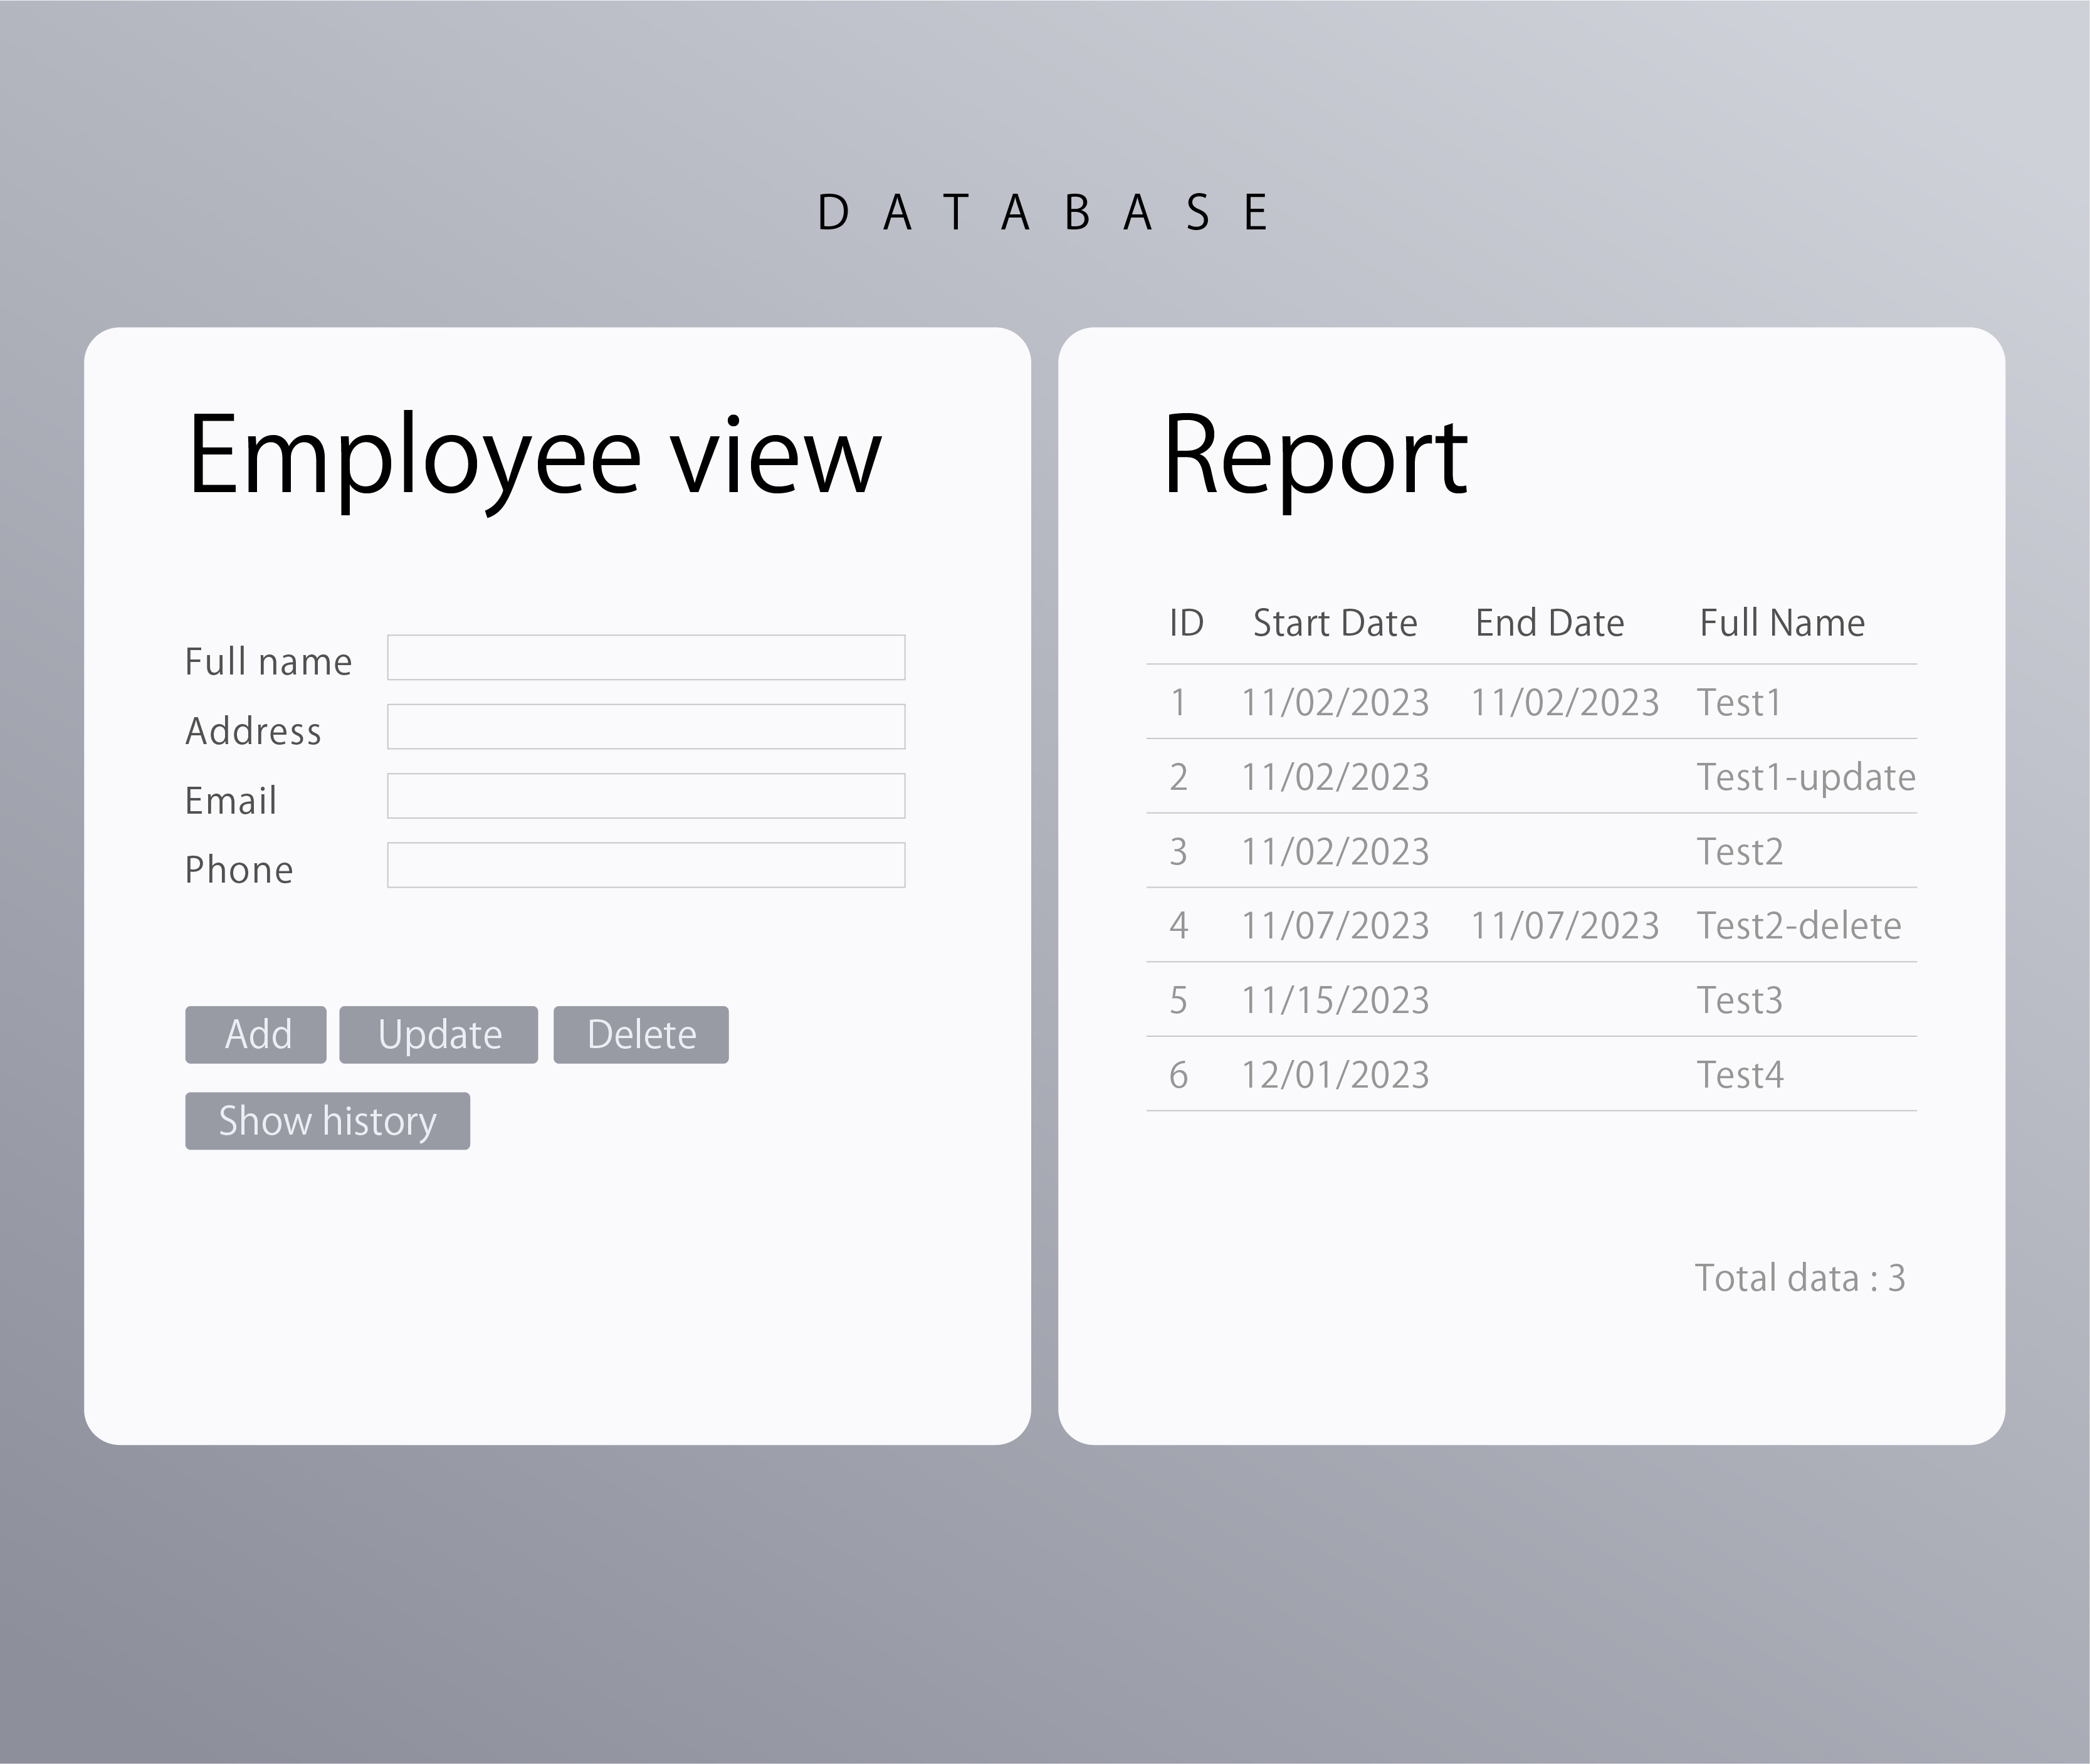 DATABASE
Employee view
Full name
Address
Email
Phone
Add Update Delete
Show history
Report
ID Start Date End Date Full Name
1 11/02/2023 11/02/2023 Test1
2 11/02/2023 Test1-update
3 11/02/2023 Test2
4 11/07/2023 11/07/2023 Test2-delete
5 11/15/2023 Test3
6 12/01/2023 Test4
Total data : 3